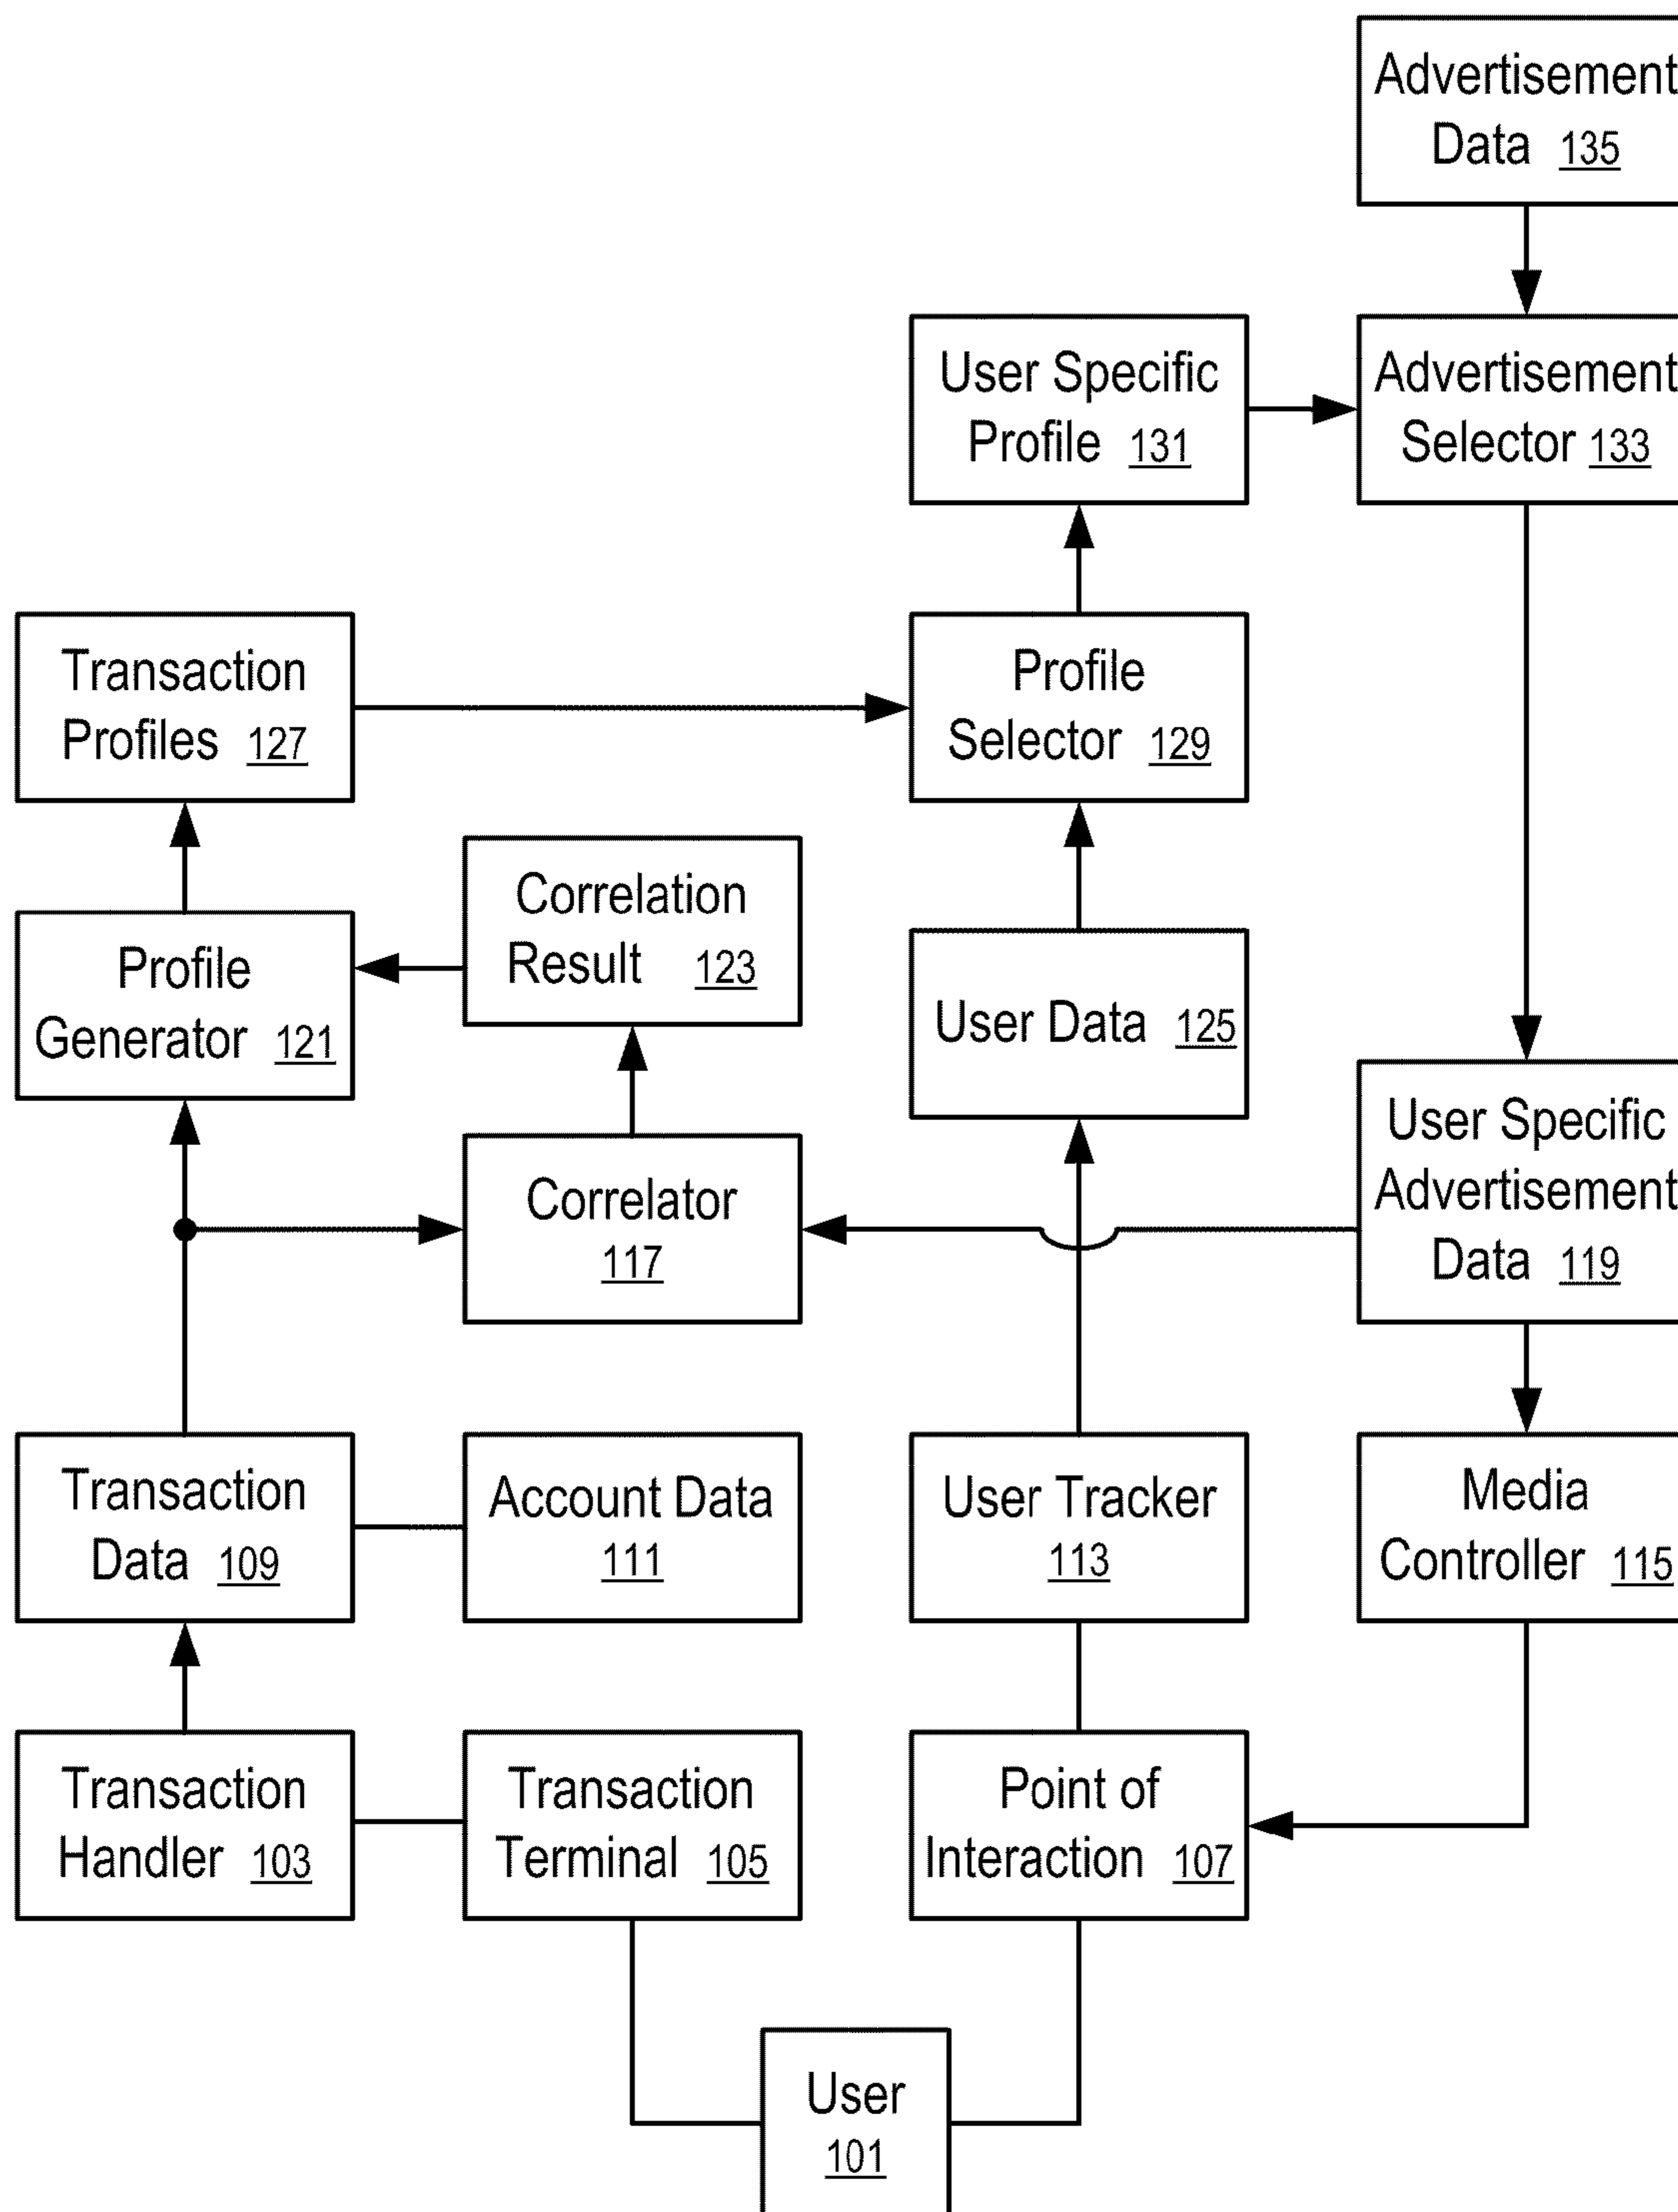 Advertisement
Data 135
User Specific
Profile 131
Advertisement
Selector 133
Transaction
Profiles 127
Profile
Selector 129
Correlation
Result 123
Profile
Generator 121
User Data 125
User Specific
Advertisement
Data 119
Correlator
117
Transaction
Data 109
Account Data
111
User Tracker
113
Media
Controller 115
Transaction
Handler 103
Transaction
Terminal 105
Point of
Interaction 107
User
101